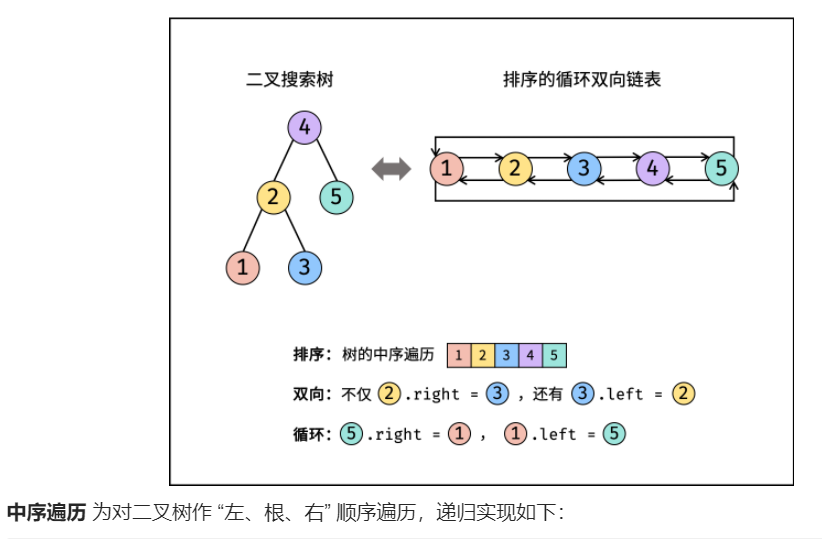 二叉搜索树 排序的循环双向链表
4
1 2 3 4 5
2 5
1 3
排序：树的中序遍历 1 2 3 4 5
双向：不仅 2 .right = 3 ，还有 3 .left = 2
循环：5 .right = 1 ， 1 .left = 5
中序遍历 为对二叉树作 “左、根、右” 顺序遍历，递归实现如下：